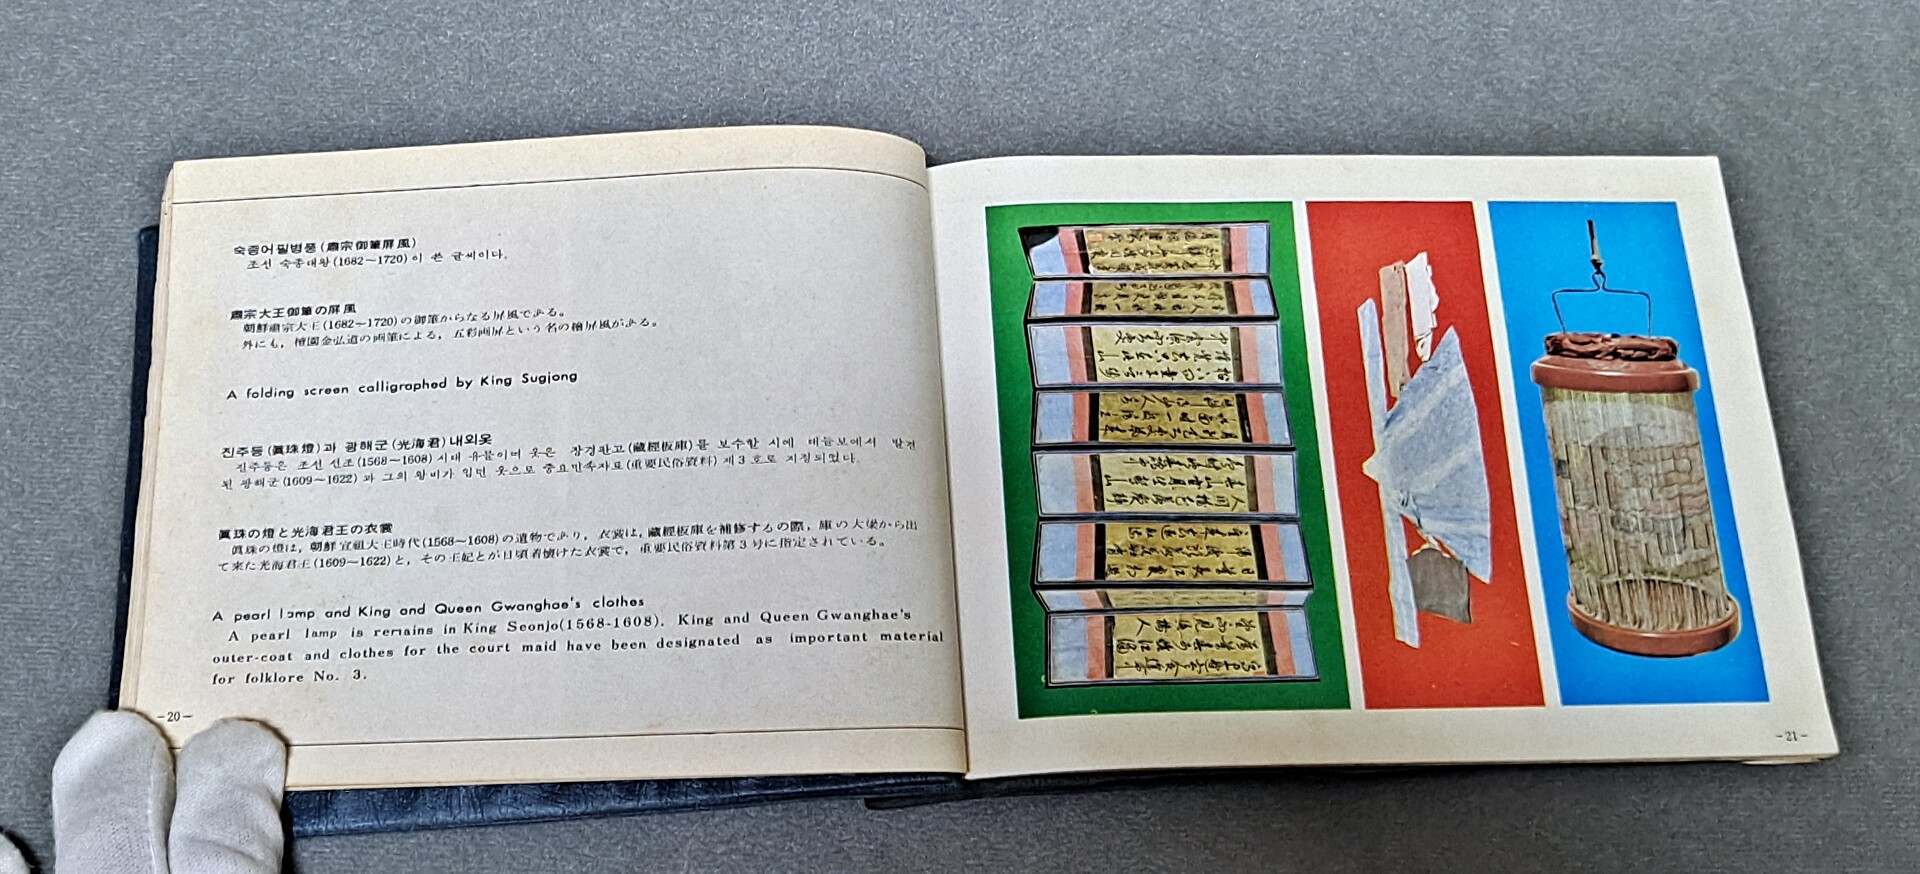 숙종어필병풍(肅宗御筆屏風)
조선 숙종대왕(1682〜1720)이 쓴 글씨이다.
肅宗大王御筆の屏風
朝鮮肅宗大王(1682〜1720)の御筆からなる屏風である。
外にも，檀園金弘道の画筆による，五彩画屏という名の繪屏風がある。
A folding screen calligraphed by King Sugjong
진주등(眞珠燈)과 광해군(光海君)내외옷
진주등은 조선 선조(1568〜1608)시대 유물이며 옷은 장경판고(藏經板庫)를 보수할 시에 대들보에서 발견
된 광해군(1609〜1622)과 그의 왕비가 입던 옷으로 중요민속자료(重要民俗資料) 제3호로 지정되었다.
眞珠の燈と光海君王の衣裳
眞珠の燈は，朝鮮宣祖大王時代(1568〜1608)の遺物であり，衣裳は，藏經板庫を補修するの際，庫の大梁から出
て来た光海君王(1609〜1622)と，その王妃とが日頃着懐けた衣裳で，重要民俗資料第3号に指定されている。
A pearl lamp and King and Queen Gwanghae's clothes
A pearl lamp is remains in King Seonjo(1568-1608). King and Queen Gwanghae's
outer-coat and clothes for the court maid have been designated as important material
for folklore No. 3.
—20—
—21—